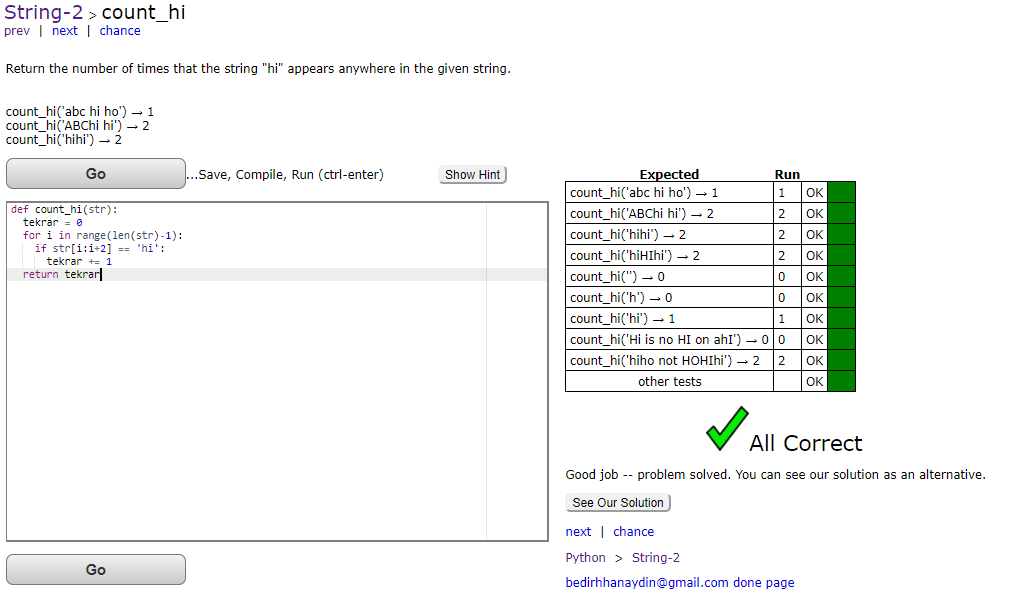 String-2 > count_hi
prev | next | chance
Return the number of times that the string "hi" appears anywhere in the given string.
count_hi('abc hi ho') → 1
count_hi('ABChi hi') → 2
count_hi('hihi') → 2
Go
...Save, Compile, Run (ctrl-enter)
Show Hint
def count_hi(str):
  tekrar = 0
  for i in range(len(str)-1):
    if str[i:i+2] == 'hi':
      tekrar += 1
  return tekrar
Go
Expected Run
count_hi('abc hi ho') → 1 1 OK
count_hi('ABChi hi') → 2 2 OK
count_hi('hihi') → 2 2 OK
count_hi('hiHIhi') → 2 2 OK
count_hi('') → 0 0 OK
count_hi('h') → 0 0 OK
count_hi('hi') → 1 1 OK
count_hi('Hi is no HI on ahI') → 0 0 OK
count_hi('hiho not HOHIhi') → 2 2 OK
other tests OK
All Correct
Good job -- problem solved. You can see our solution as an alternative.
See Our Solution
next | chance
Python > String-2
bedirhhanaydin@gmail.com done page